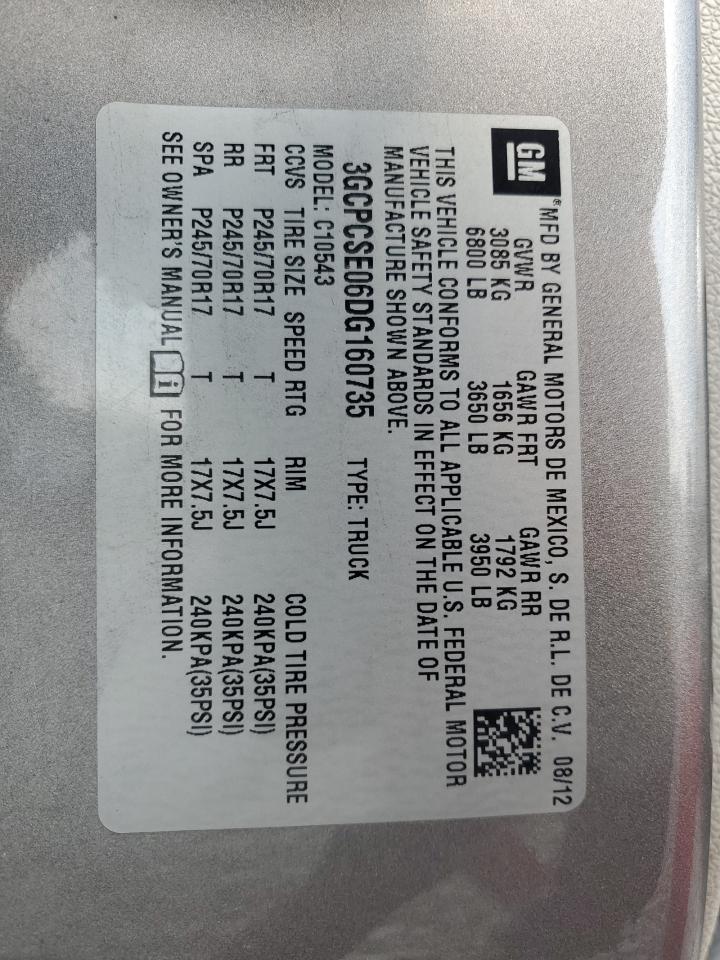 GM® MFD BY GENERAL MOTORS DE MEXICO, S. DE R.L. DE C.V. 08/12
GVWR GAWR FRT GAWR RR
3085 KG 1656 KG 1792 KG
6800 LB 3650 LB 3950 LB
THIS VEHICLE CONFORMS TO ALL APPLICABLE U.S. FEDERAL MOTOR
VEHICLE SAFETY STANDARDS IN EFFECT ON THE DATE OF
MANUFACTURE SHOWN ABOVE.
3GCPCSE06DG160735 TYPE: TRUCK
MODEL: C10543
CCVS TIRE SIZE SPEED RTG RIM COLD TIRE PRESSURE
FRT P245/70R17 T 17X7.5J 240KPA(35PSI)
RR P245/70R17 T 17X7.5J 240KPA(35PSI)
SPA P245/70R17 T 17X7.5J 240KPA(35PSI)
SEE OWNER'S MANUAL i FOR MORE INFORMATION.